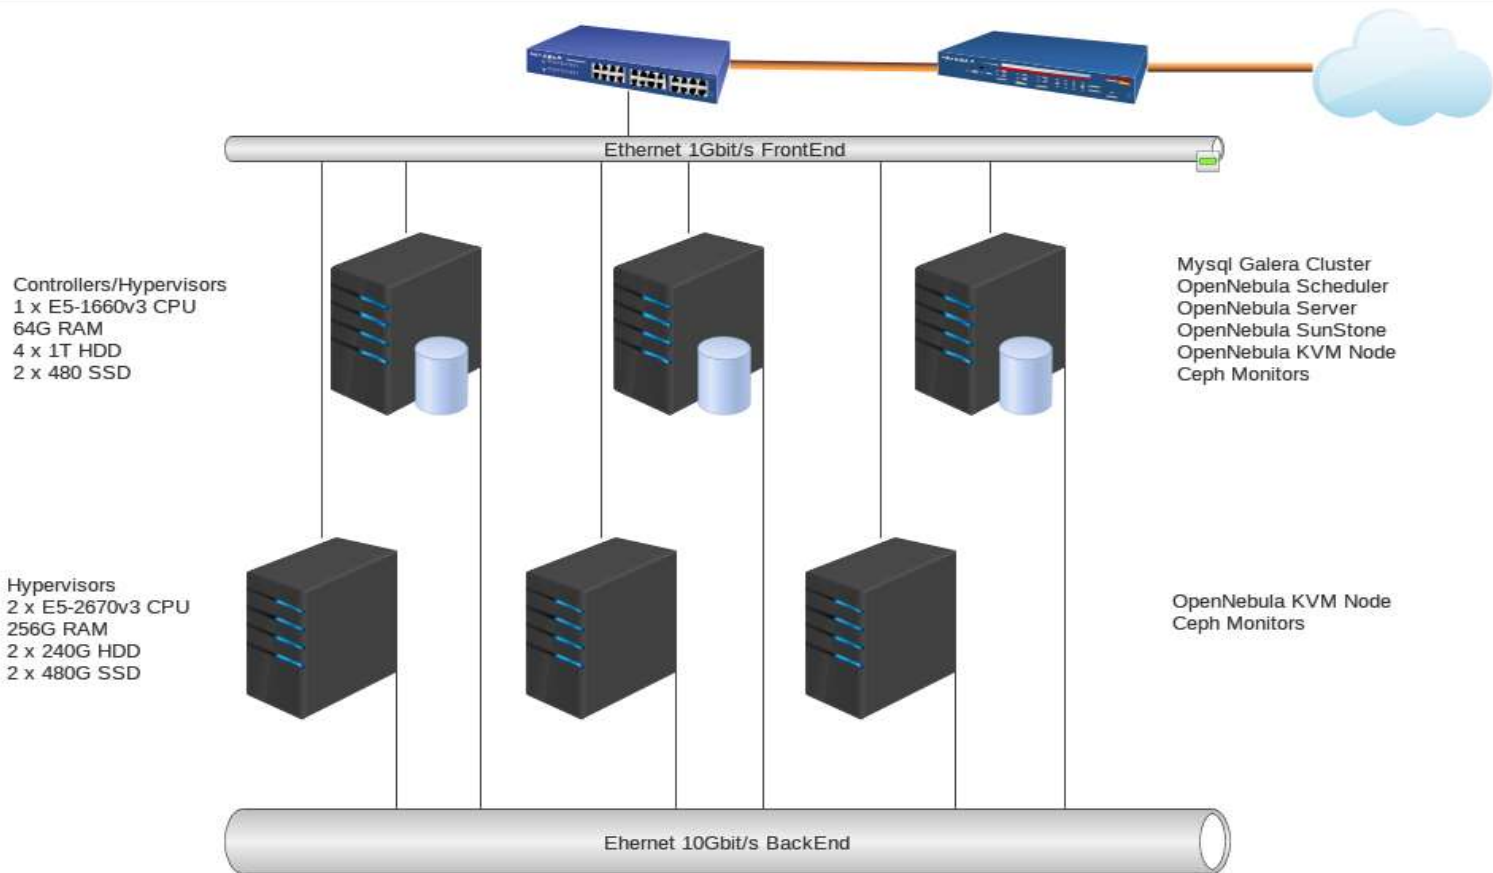 Ethernet 1Gbit/s FrontEnd
Controllers/Hypervisors
1 x E5-1660v3 CPU
64G RAM
4 x 1T HDD
2 x 480 SSD
Mysql Galera Cluster
OpenNebula Scheduler
OpenNebula Server
OpenNebula SunStone
OpenNebula KVM Node
Ceph Monitors
Hypervisors
2 x E5-2670v3 CPU
256G RAM
2 x 240G HDD
2 x 480G SSD
OpenNebula KVM Node
Ceph Monitors
Ehernet 10Gbit/s BackEnd